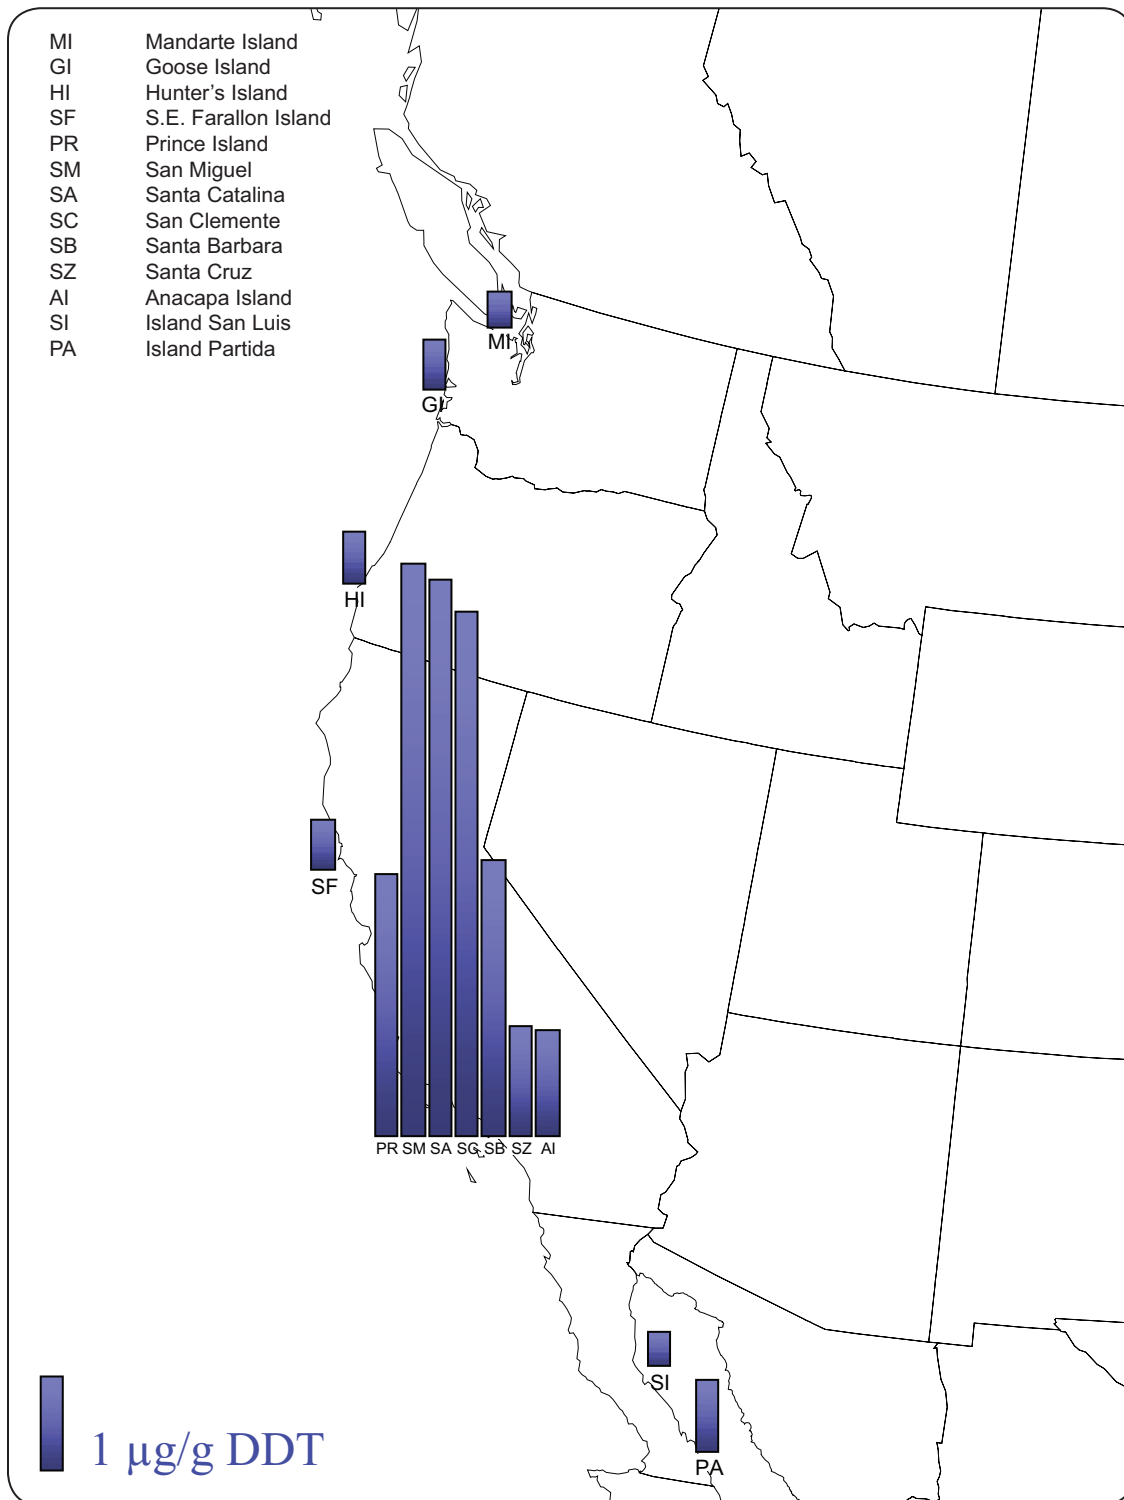 MI Mandarte Island
GI Goose Island
HI Hunter’s Island
SF S.E. Farallon Island
PR Prince Island
SM San Miguel
SA Santa Catalina
SC San Clemente
SB Santa Barbara
SZ Santa Cruz
AI Anacapa Island
SI Island San Luis
PA Island Partida
MI
GI
HI
SF
PR SM SA SC SB SZ AI
SI
PA
1 µg/g DDT